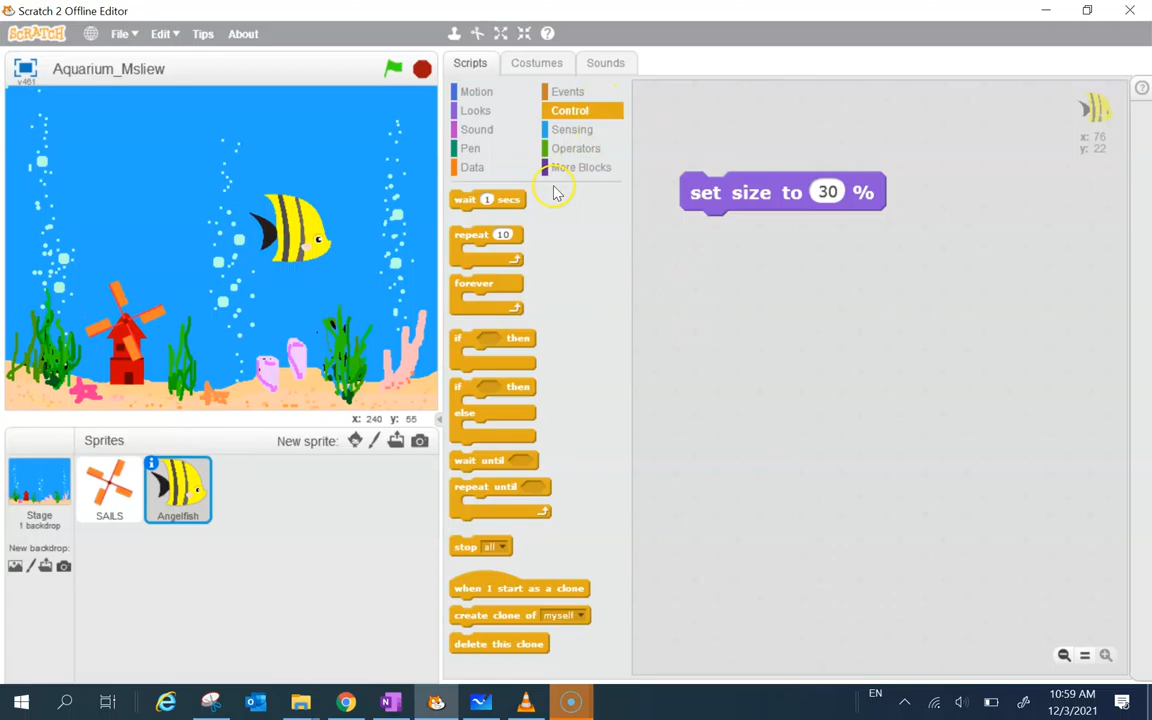 Scratch 2 Offline Editor
SCRATCH File Edit Tips About
v461 Aquarium_Msliew
Scripts Costumes Sounds
Motion Events
Looks Control
Sound Sensing
Pen Operators
Data More Blocks
x: 76
y: 22
set size to 30 %
wait 1 secs
repeat 10
forever
if then
if then
else
wait until
repeat until
stop all
when I start as a clone
create clone of myself
delete this clone
x: 240 y: 55
Sprites New sprite:
Stage
1 backdrop
SAILS
Angelfish
New backdrop:
EN
10:59 AM
12/3/2021